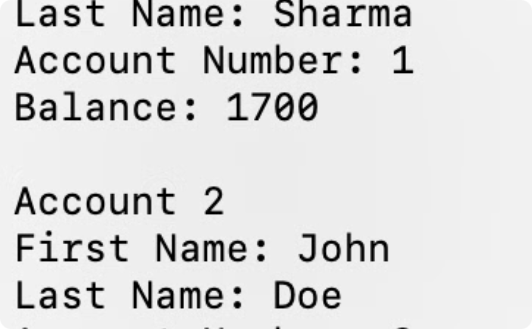 Last Name: Sharma
Account Number: 1
Balance: 1700

Account 2
First Name: John
Last Name: Doe